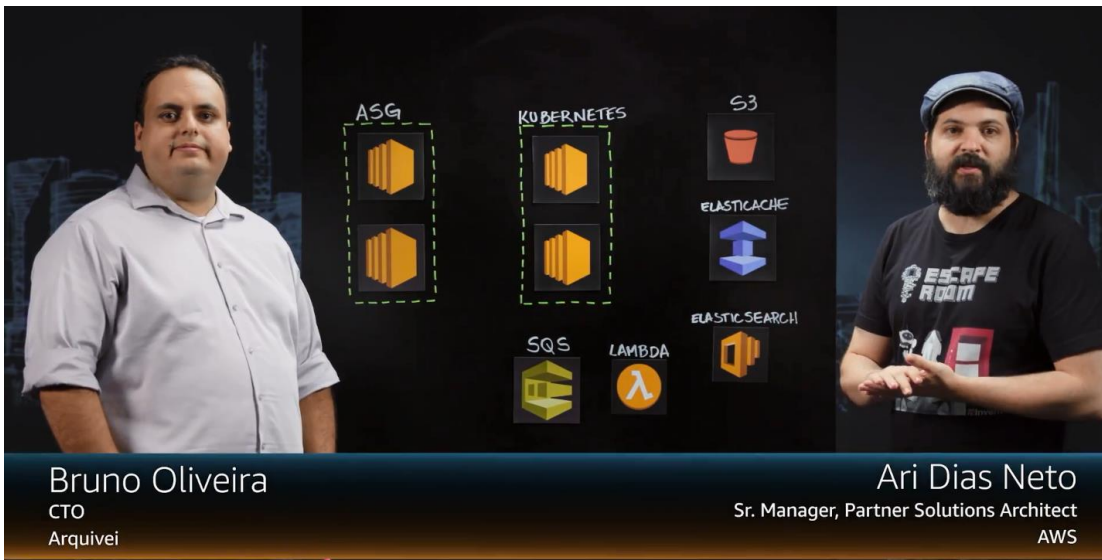 ASG
KUBERNETES
S3
ELASTICACHE
ELASTICSEARCH
SQS
LAMBDA
λ
ESCAPE
ROOM
Bruno Oliveira
CTO
Arquivei
Ari Dias Neto
Sr. Manager, Partner Solutions Architect
AWS